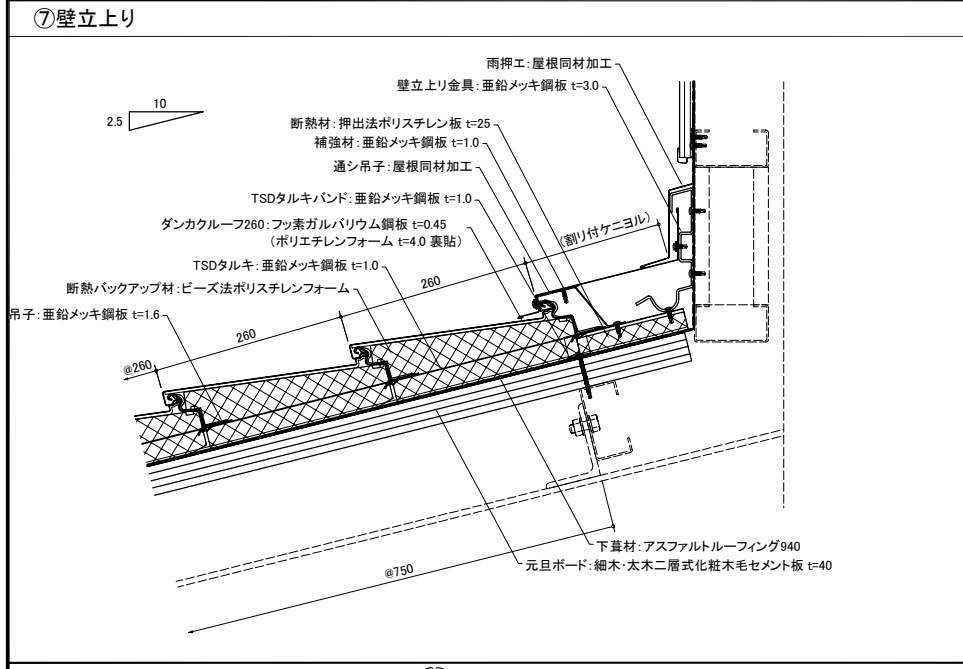 ⑦壁立上り
10
2.5
雨押エ:屋根同材加工
壁立上り金具:亜鉛メッキ鋼板 t=3.0
断熱材:押出法ポリスチレン板 t=25
補強材:亜鉛メッキ鋼板 t=1.0
通シ吊子:屋根同材加工
TSDタルキバンド:亜鉛メッキ鋼板 t=1.0
ダンカクルーフ260:フッ素ガルバリウム鋼板 t=0.45
(ポリエチレンフォーム t=4.0 裏貼)
(割リ付ケニヨル)
TSDタルキ:亜鉛メッキ鋼板 t=1.0
260
断熱バックアップ材:ビーズ法ポリスチレンフォーム
吊子:亜鉛メッキ鋼板 t=1.6
260
@260
下葺材:アスファルトルーフィング940
元旦ボード:細木・太木二層式化粧木毛セメント板 t=40
@750